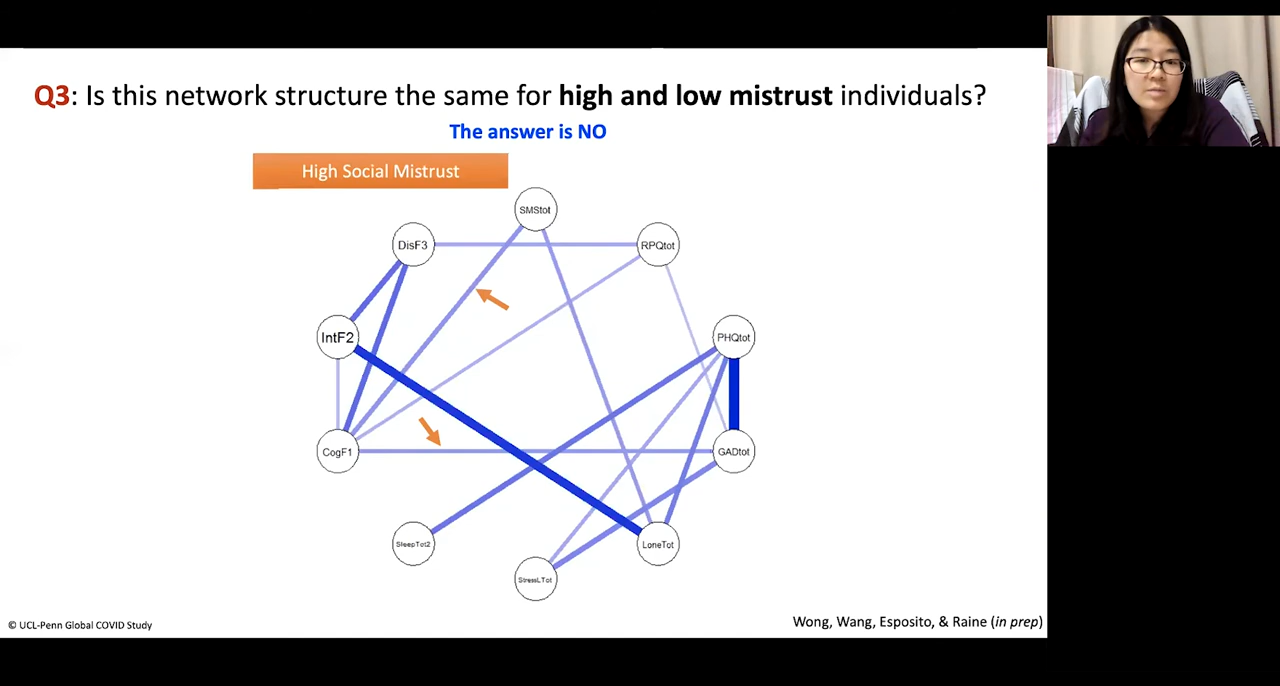 Q3: Is this network structure the same for high and low mistrust individuals?
The answer is NO
High Social Mistrust
SMStot
DisF3
RPQtot
IntF2
PHQtot
CogF1
GADtot
SleepTot2
LoneTot
StressLTot
© UCL-Penn Global COVID Study
Wong, Wang, Esposito, & Raine (in prep)